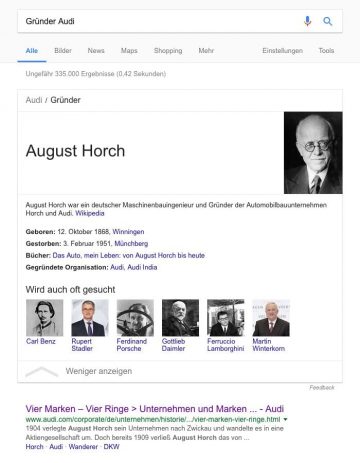 Gründer Audi
Alle Bilder News Maps Shopping Mehr Einstellungen Tools
Ungefähr 335.000 Ergebnisse (0,42 Sekunden)
Audi / Gründer
August Horch
August Horch war ein deutscher Maschinenbauingenieur und Gründer der Automobilbauunternehmen
Horch und Audi. Wikipedia
Geboren: 12. Oktober 1868, Winningen
Gestorben: 3. Februar 1951, Münchberg
Bücher: Das Auto, mein Leben: von August Horch bis heute
Gegründete Organisation: Audi, Audi India
Wird auch oft gesucht
Carl Benz Rupert Stadler Ferdinand Porsche Gottlieb Daimler Ferruccio Lamborghini Martin Winterkorn
Weniger anzeigen
Feedback
Vier Marken – Vier Ringe > Unternehmen und Marken ... - Audi
www.audi.com/corporate/de/unternehmen/historie/.../vier-marken-vier-ringe.html
1904 verlegte August Horch sein Unternehmen nach Zwickau und wandelte es in eine
Aktiengesellschaft um. Doch bereits 1909 verließ August Horch das von ...
Horch · Audi · Wanderer · DKW